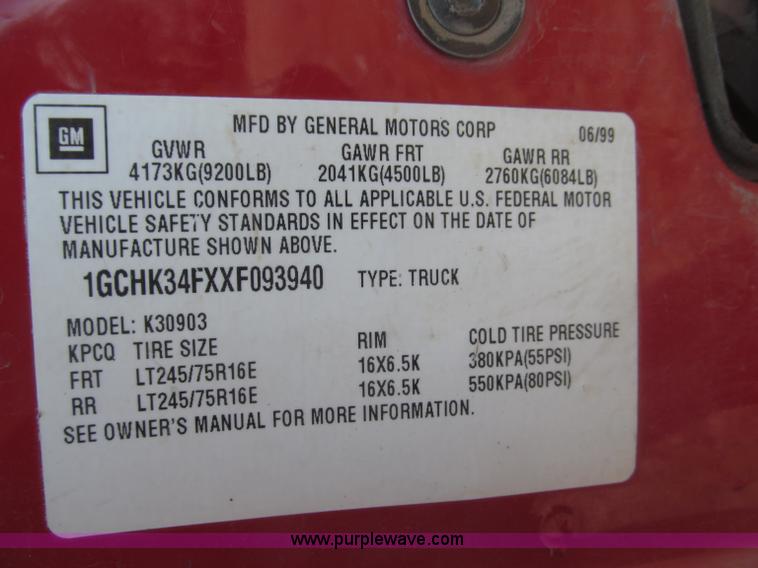 GM
MFD BY GENERAL MOTORS CORP 06/99
GVWR GAWR FRT GAWR RR
4173KG(9200LB) 2041KG(4500LB) 2760KG(6084LB)
THIS VEHICLE CONFORMS TO ALL APPLICABLE U.S. FEDERAL MOTOR
VEHICLE SAFETY STANDARDS IN EFFECT ON THE DATE OF
MANUFACTURE SHOWN ABOVE.
1GCHK34FXXF093940 TYPE: TRUCK
MODEL: K30903
KPCQ TIRE SIZE RIM COLD TIRE PRESSURE
FRT LT245/75R16E 16X6.5K 380KPA(55PSI)
RR LT245/75R16E 16X6.5K 550KPA(80PSI)
SEE OWNER'S MANUAL FOR MORE INFORMATION.
www.purplewave.com